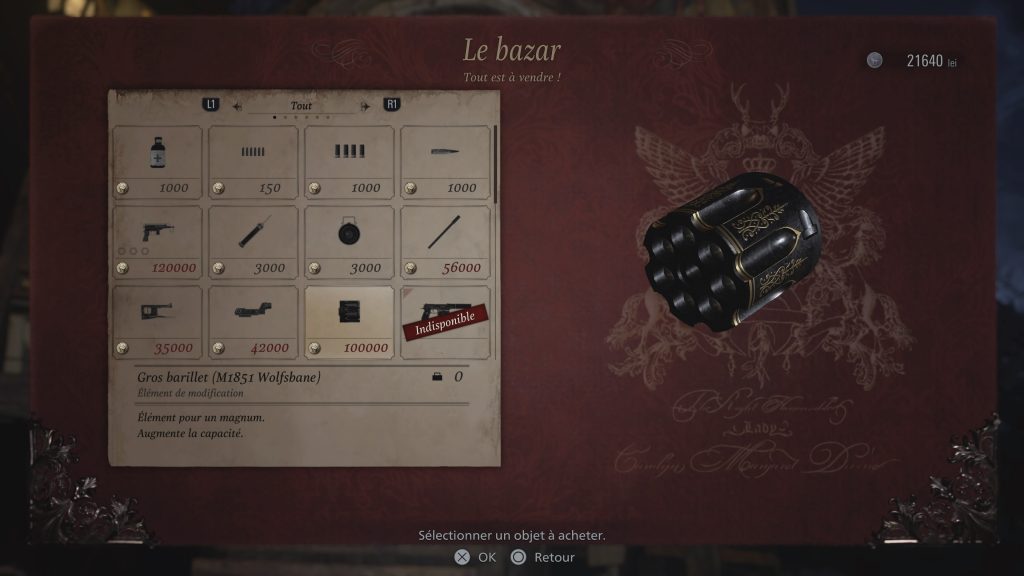 Le bazar
Tout est à vendre !
21640 lei
L1 Tout R1
1000 150 1000 1000
120000 3000 3000 56000
35000 42000 100000 Indisponible
Gros barillet (M1851 Wolfsbane) 0
Élément de modification
Élément pour un magnum.
Augmente la capacité.
Lady
Sélectionner un objet à acheter.
OK Retour